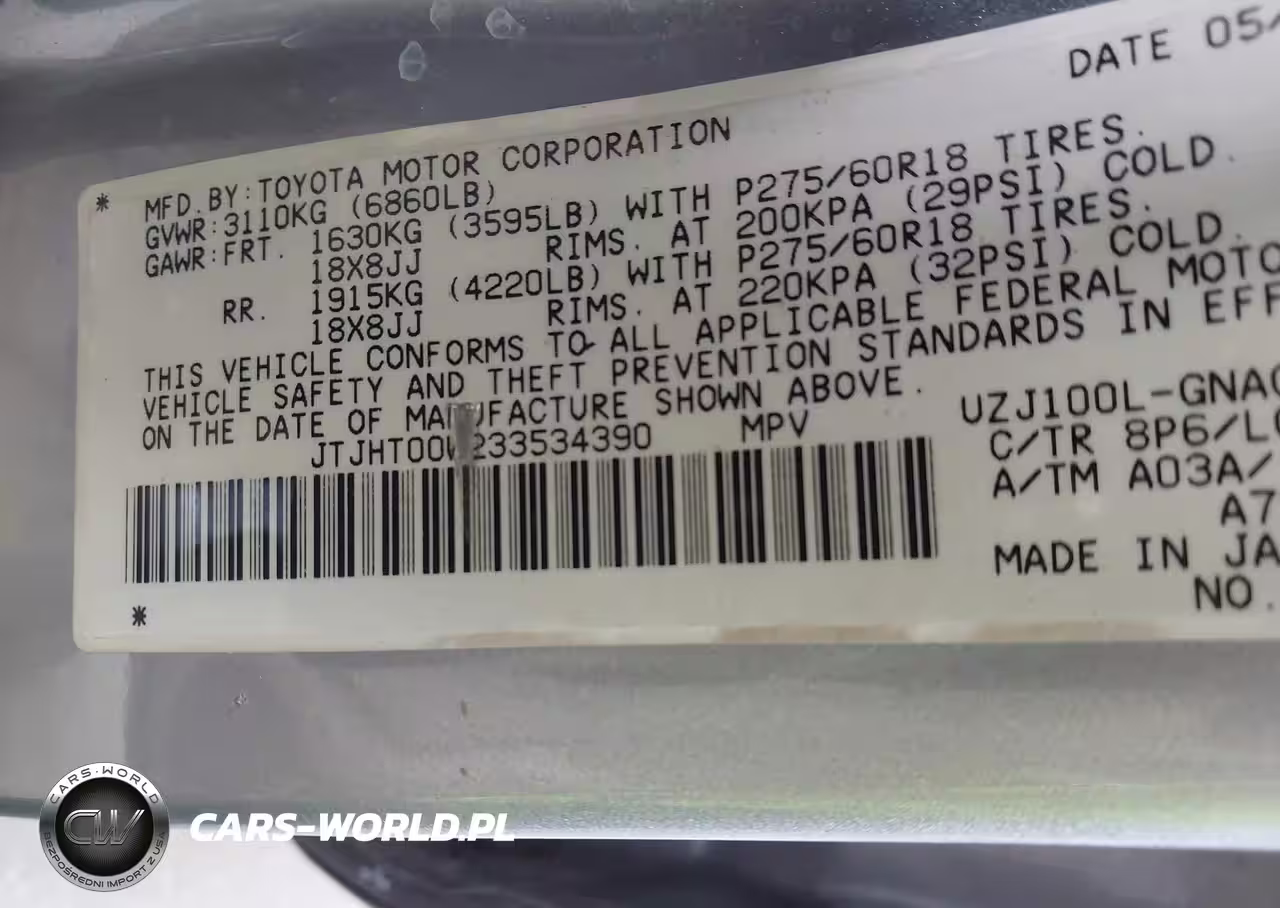 DATE 05/
* MFD. BY: TOYOTA MOTOR CORPORATION
GVWR: 3110KG (6860LB)
GAWR: FRT. 1630KG (3595LB) WITH P275/60R18 TIRES.
18X8JJ RIMS. AT 200KPA (29PSI) COLD.
RR. 1915KG (4220LB) WITH P275/60R18 TIRES.
18X8JJ RIMS. AT 220KPA (32PSI) COLD.
THIS VEHICLE CONFORMS TO ALL APPLICABLE FEDERAL MOTO
VEHICLE SAFETY AND THEFT PREVENTION STANDARDS IN EFF
ON THE DATE OF MANUFACTURE SHOWN ABOVE.
JTJHT00W233534390 MPV
UZJ100L-GNA
C/TR 8P6/L
A/TM A03A/
A7
MADE IN JA
NO.
*
CARS-WORLD
CW
BEZPOŚREDNI IMPORT Z USA
CARS-WORLD.PL